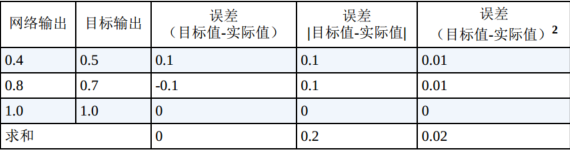 网络输出 目标输出 误差 误差 误差
（目标值-实际值） |目标值-实际值| （目标值-实际值）²
0.4 0.5 0.1 0.1 0.01
0.8 0.7 -0.1 0.1 0.01
1.0 1.0 0 0 0
求和 0 0.2 0.02